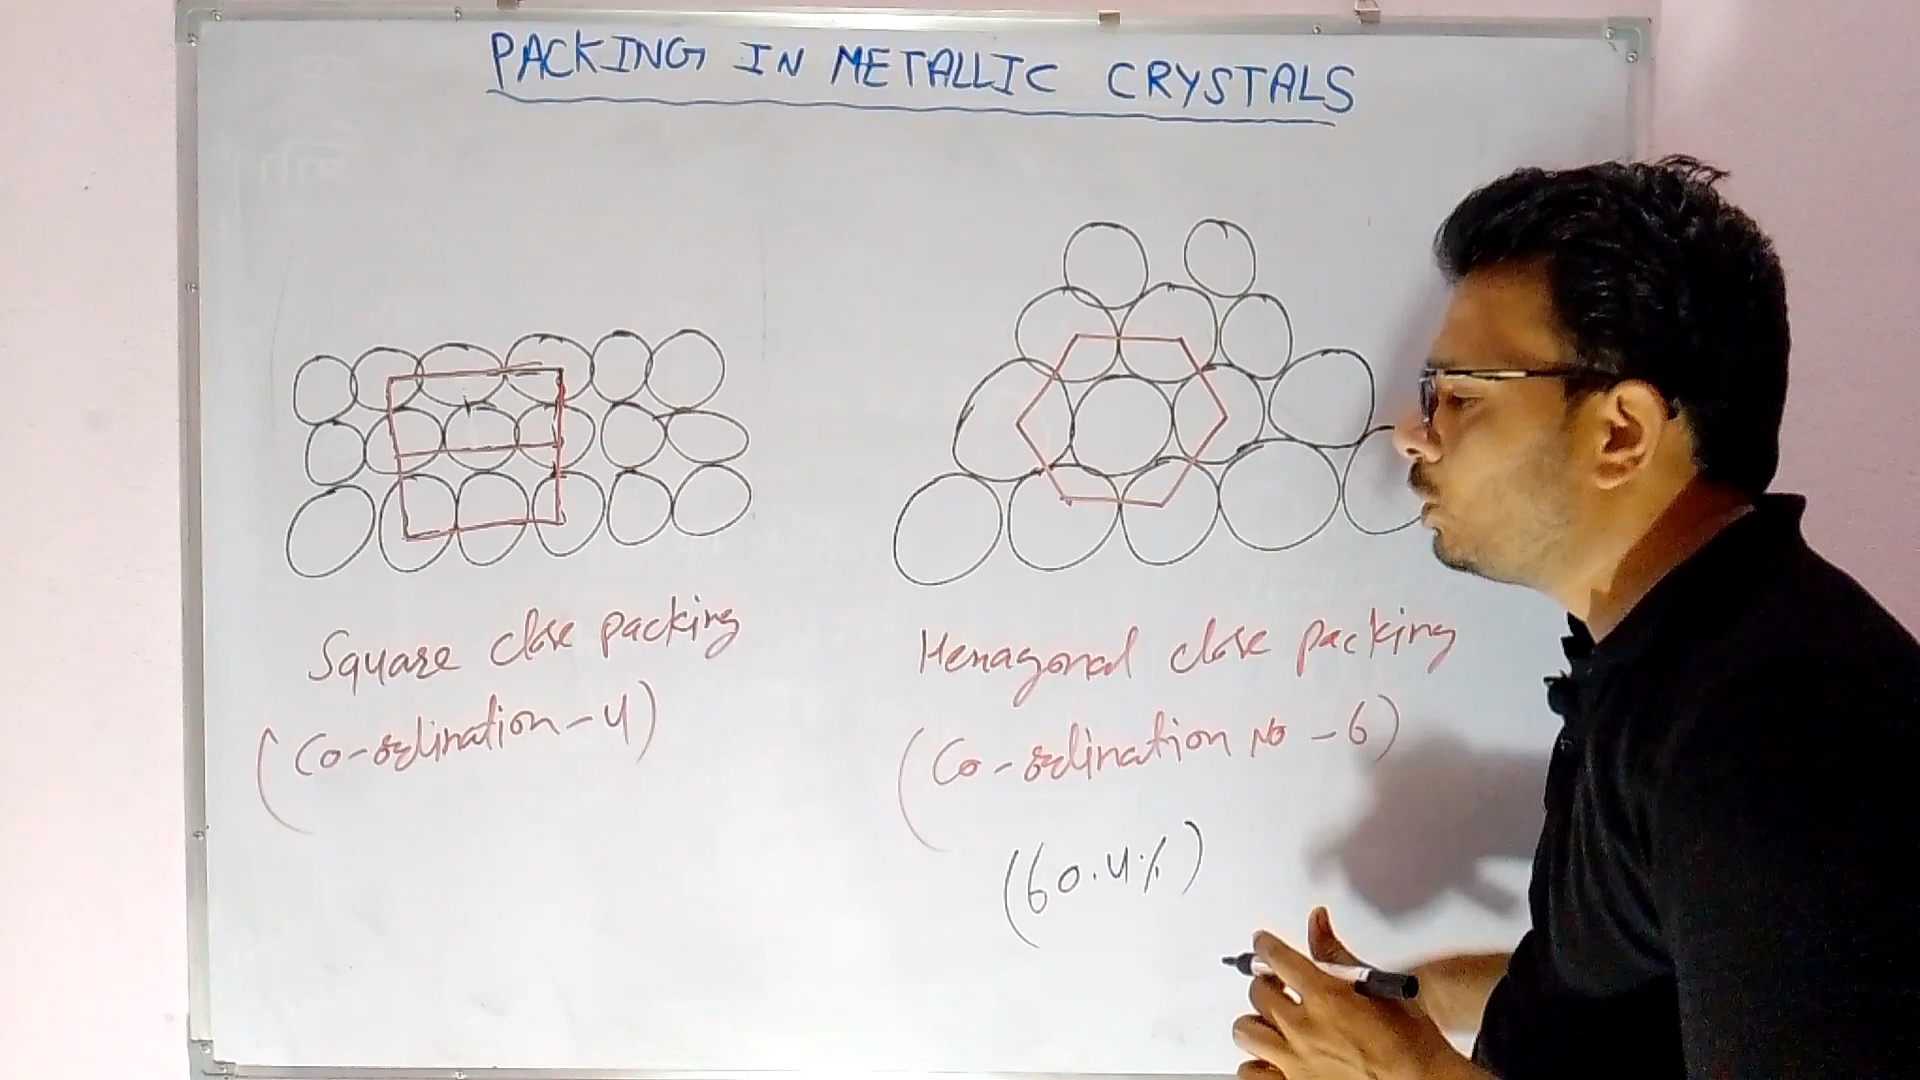 PACKING IN METALLIC CRYSTALS
Square close packing
(Co-ordination-4)
Hexagonal close packing
(Co-ordination No -6)
(60.4%)